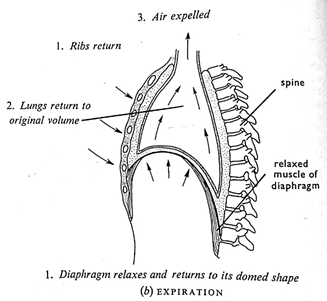 3. Air expelled
1. Ribs return
2. Lungs return to
original volume
spine
relaxed
muscle of
diaphragm
1. Diaphragm relaxes and returns to its domed shape
(b) EXPIRATION